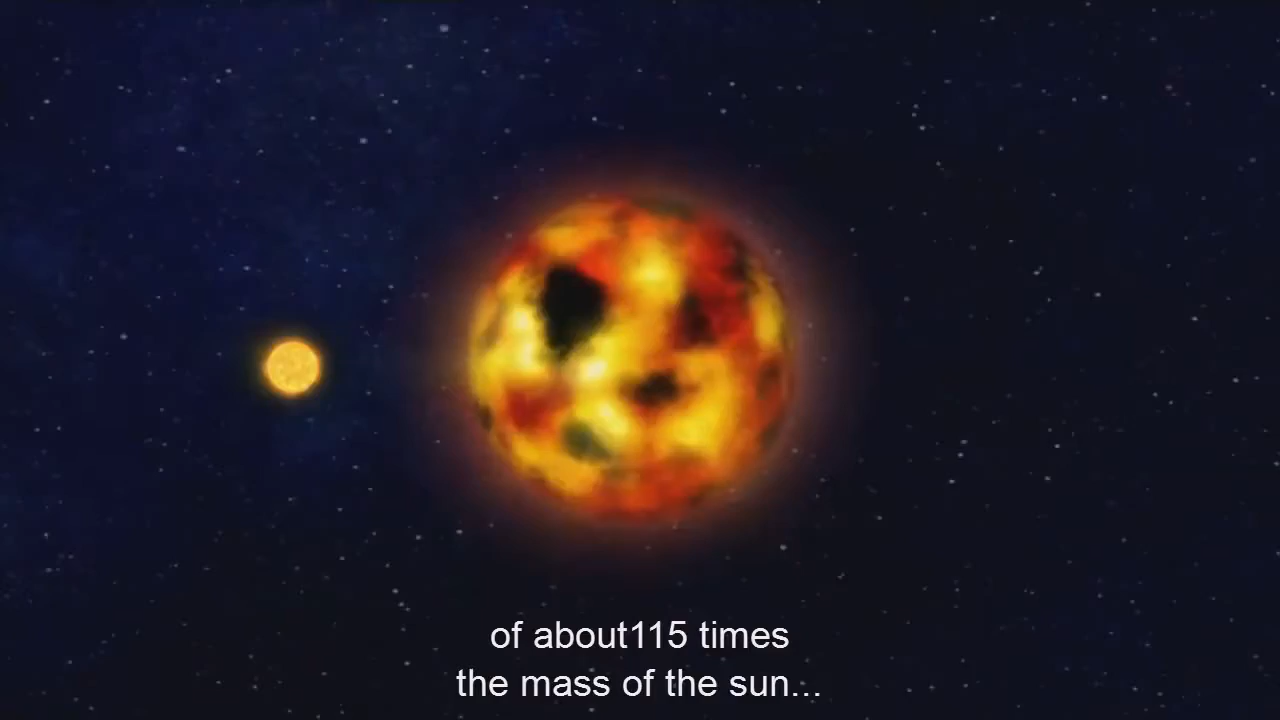 of about115 times
the mass of the sun...